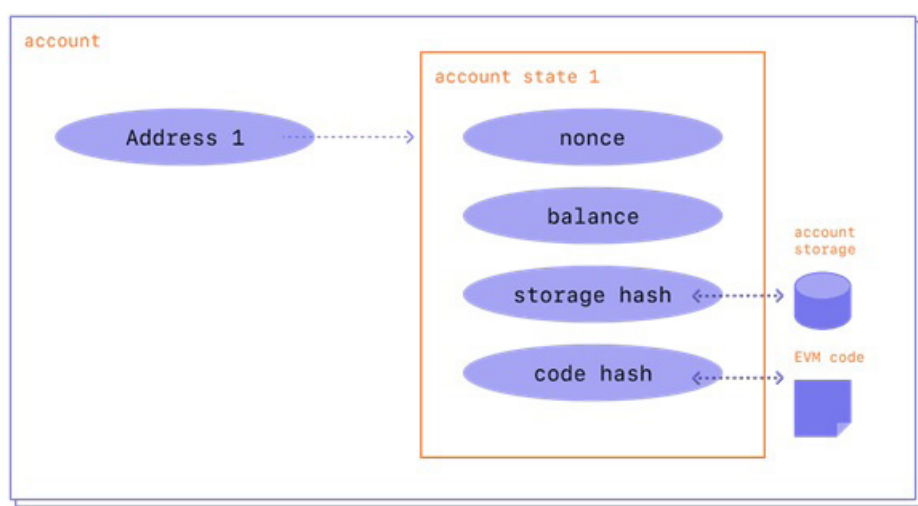 account
account state 1
Address 1
nonce
balance
storage hash
code hash
account
storage
EVM code